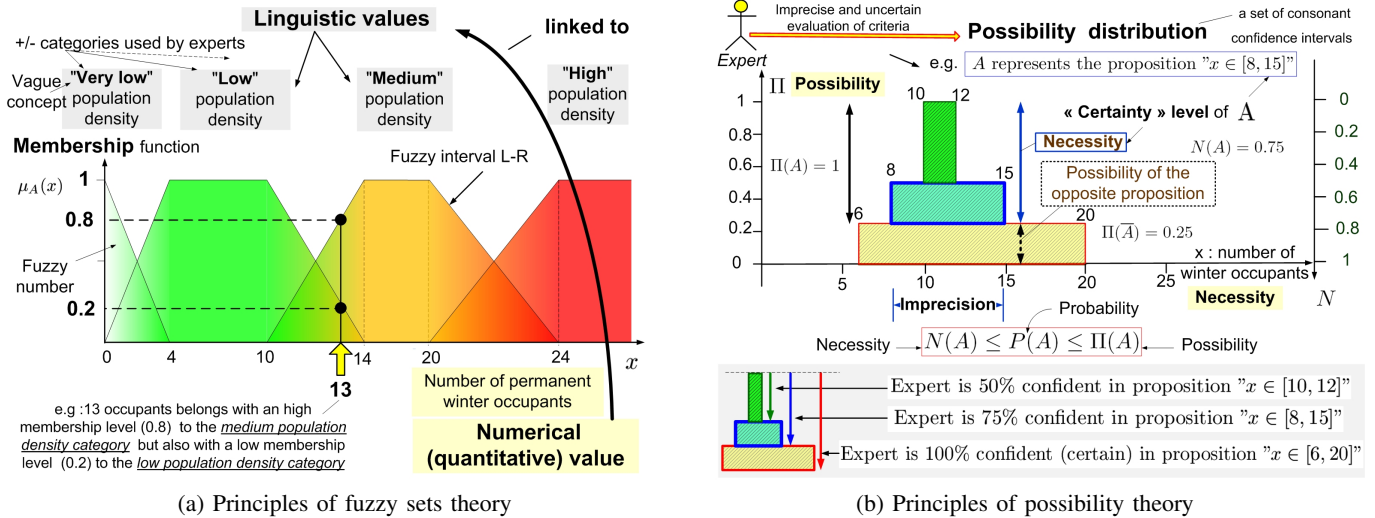 Linguistic values
linked to
+/- categories used by experts
Vague
concept
"Very low"
population
density
"Low"
population
density
"Medium"
population
density
"High"
population
density
Membership function
Fuzzy interval L-R
μ_A(x)
1
0.8
0.2
Fuzzy
number
0
4
10
14
20
24
x
13
Number of permanent
winter occupants
Numerical
(quantitative) value
e.g :13 occupants belongs with an high
membership level (0.8) to the medium population
density category but also with a low membership
level (0.2) to the low population density category
(a) Principles of fuzzy sets theory
Expert
Imprecise and uncertain
evaluation of criteria
Possibility distribution
a set of consonant
confidence intervals
e.g. A represents the proposition "x ∈ [8, 15]"
Π Possibility
1
0.8
0.6
0.4
0.2
0
10
12
8
15
6
20
Π(A) = 1
« Certainty » level of A
Necessity
N(A) = 0.75
Possibility of the
opposite proposition
Π(A̅) = 0.25
0
0.2
0.4
0.6
0.8
1
N
5
10
15
20
25
x : number of
winter occupants
Necessity
Imprecision
Probability
Necessity
N(A) ≤ P(A) ≤ Π(A)
Possibility
Expert is 50% confident in proposition "x ∈ [10, 12]"
Expert is 75% confident in proposition "x ∈ [8, 15]"
Expert is 100% confident (certain) in proposition "x ∈ [6, 20]"
(b) Principles of possibility theory